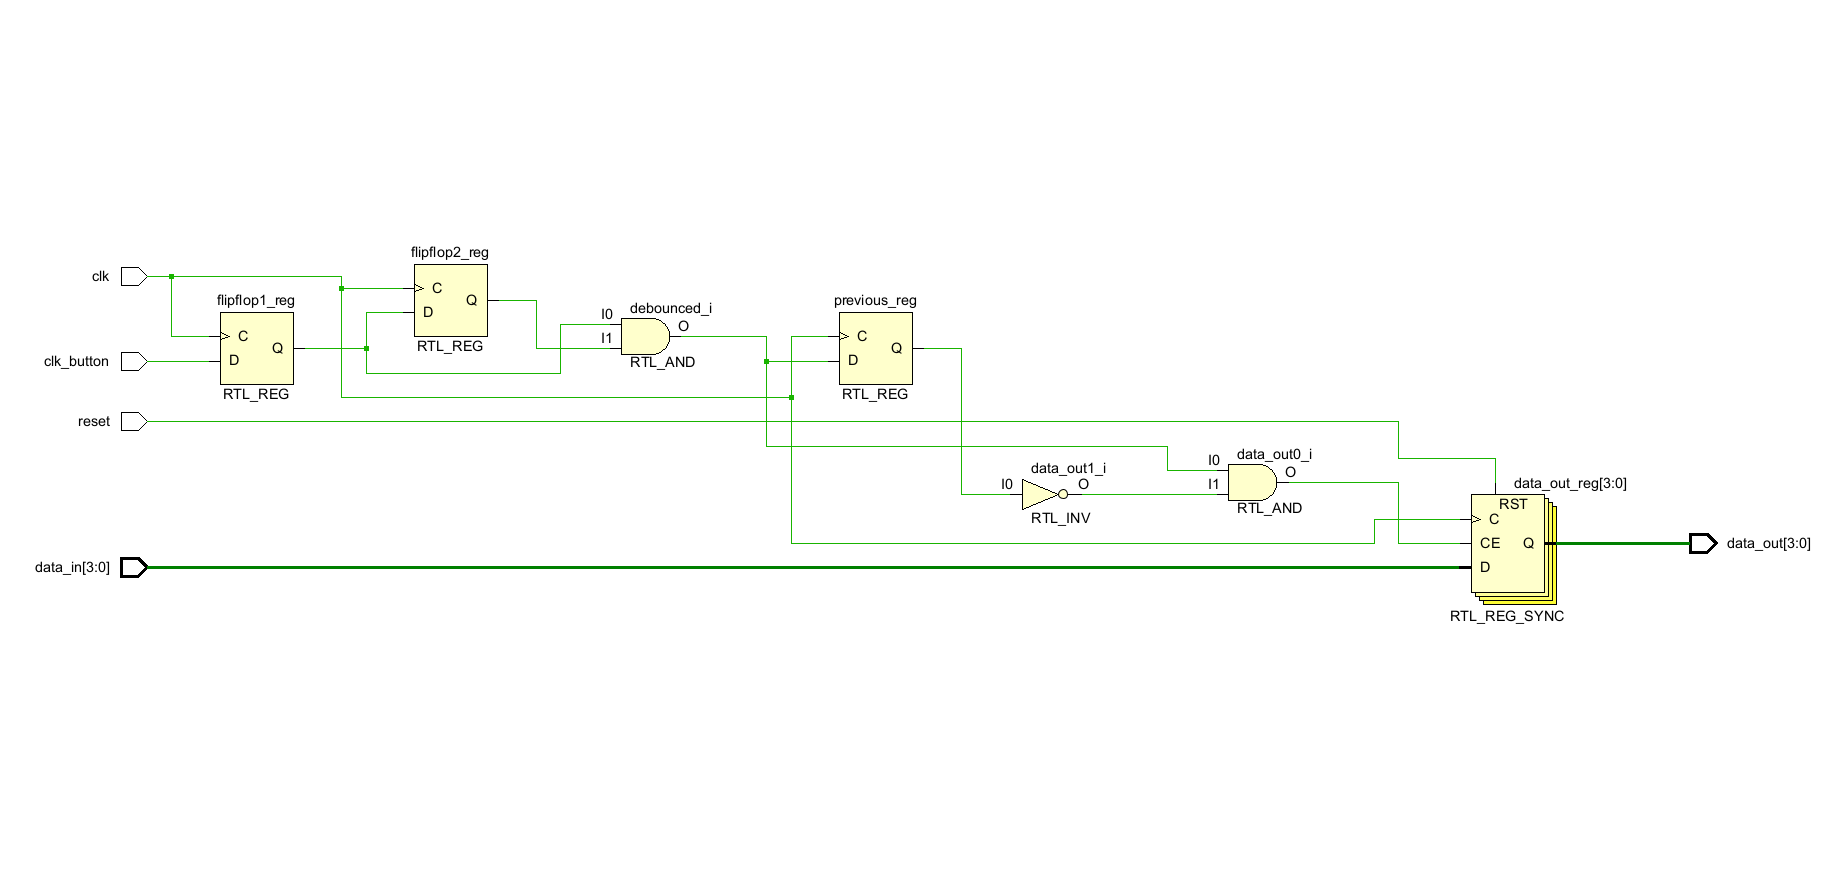 clk
clk_button
reset
data_in[3:0]
flipflop1_reg
C
D
Q
RTL_REG
flipflop2_reg
C
D
Q
RTL_REG
debounced_i
I0
I1
O
RTL_AND
previous_reg
C
D
Q
RTL_REG
data_out1_i
I0
O
RTL_INV
data_out0_i
I0
I1
O
RTL_AND
data_out_reg[3:0]
RST
C
CE
D
Q
RTL_REG_SYNC
data_out[3:0]